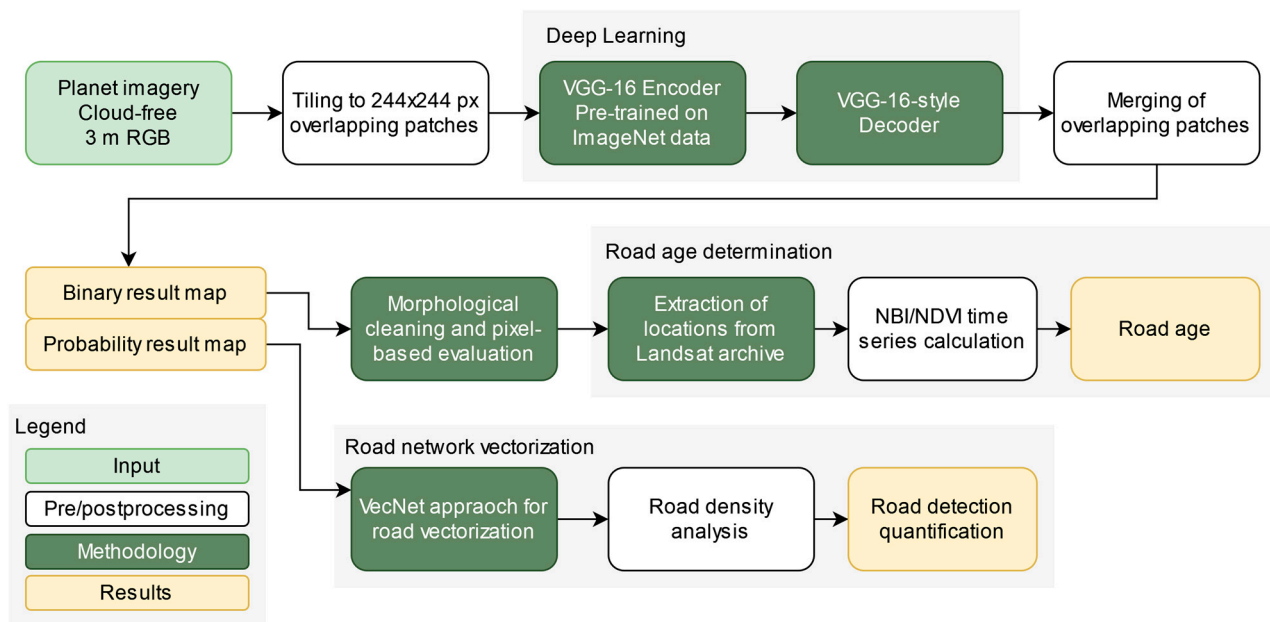 Deep Learning
Planet imagery
Cloud-free
3 m RGB
Tiling to 244x244 px
overlapping patches
VGG-16 Encoder
Pre-trained on
ImageNet data
VGG-16-style
Decoder
Merging of
overlapping patches
Road age determination
Binary result map
Probability result map
Morphological
cleaning and pixel-
based evaluation
Extraction of
locations from
Landsat archive
NBI/NDVI time
series calculation
Road age
Legend
Input
Pre/postprocessing
Methodology
Results
Road network vectorization
VecNet appraoch for
road vectorization
Road density
analysis
Road detection
quantification